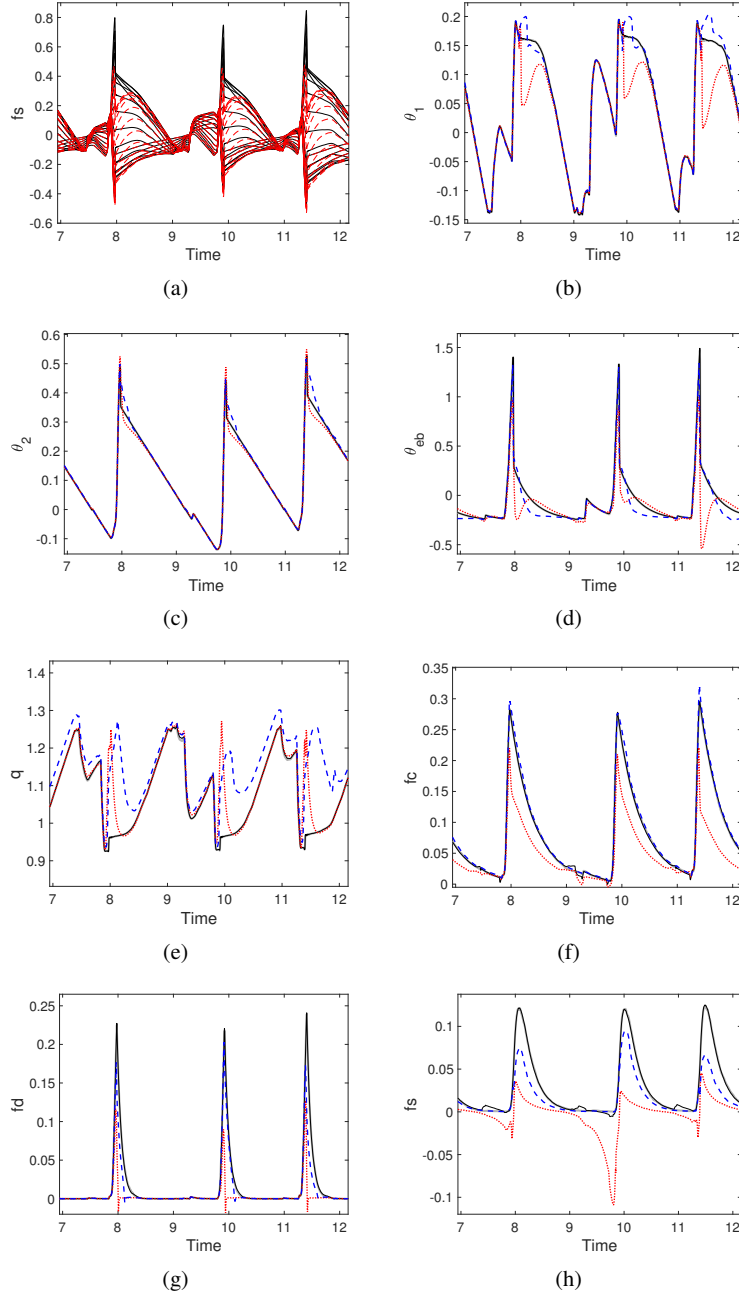 0.8
0.6
0.4
0.2
0
-0.2
-0.4
-0.6
fs
7 8 9 10 11 12
Time
(a)
0.2
0.15
0.1
0.05
0
-0.05
-0.1
-0.15
θ1
7 8 9 10 11 12
Time
(b)
0.6
0.5
0.4
0.3
0.2
0.1
0
-0.1
θ2
7 8 9 10 11 12
Time
(c)
1.5
1
0.5
0
-0.5
θeb
7 8 9 10 11 12
Time
(d)
1.4
1.3
1.2
1.1
1
0.9
q
7 8 9 10 11 12
Time
(e)
0.35
0.3
0.25
0.2
0.15
0.1
0.05
0
fc
7 8 9 10 11 12
Time
(f)
0.25
0.2
0.15
0.1
0.05
0
fd
7 8 9 10 11 12
Time
(g)
0.1
0.05
0
-0.05
-0.1
fs
7 8 9 10 11 12
Time
(h)